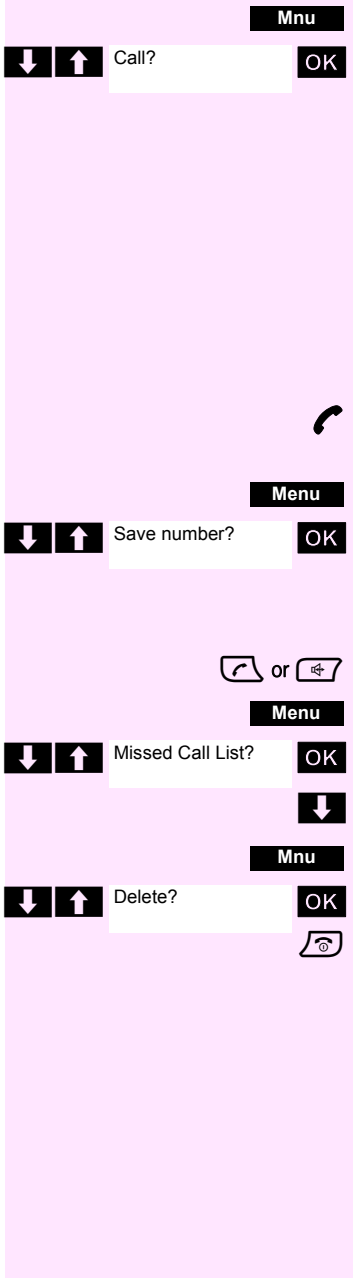 Mnu
Call? OK
Menu
Save number? OK
or
Menu
Missed Call List? OK
Mnu
Delete? OK